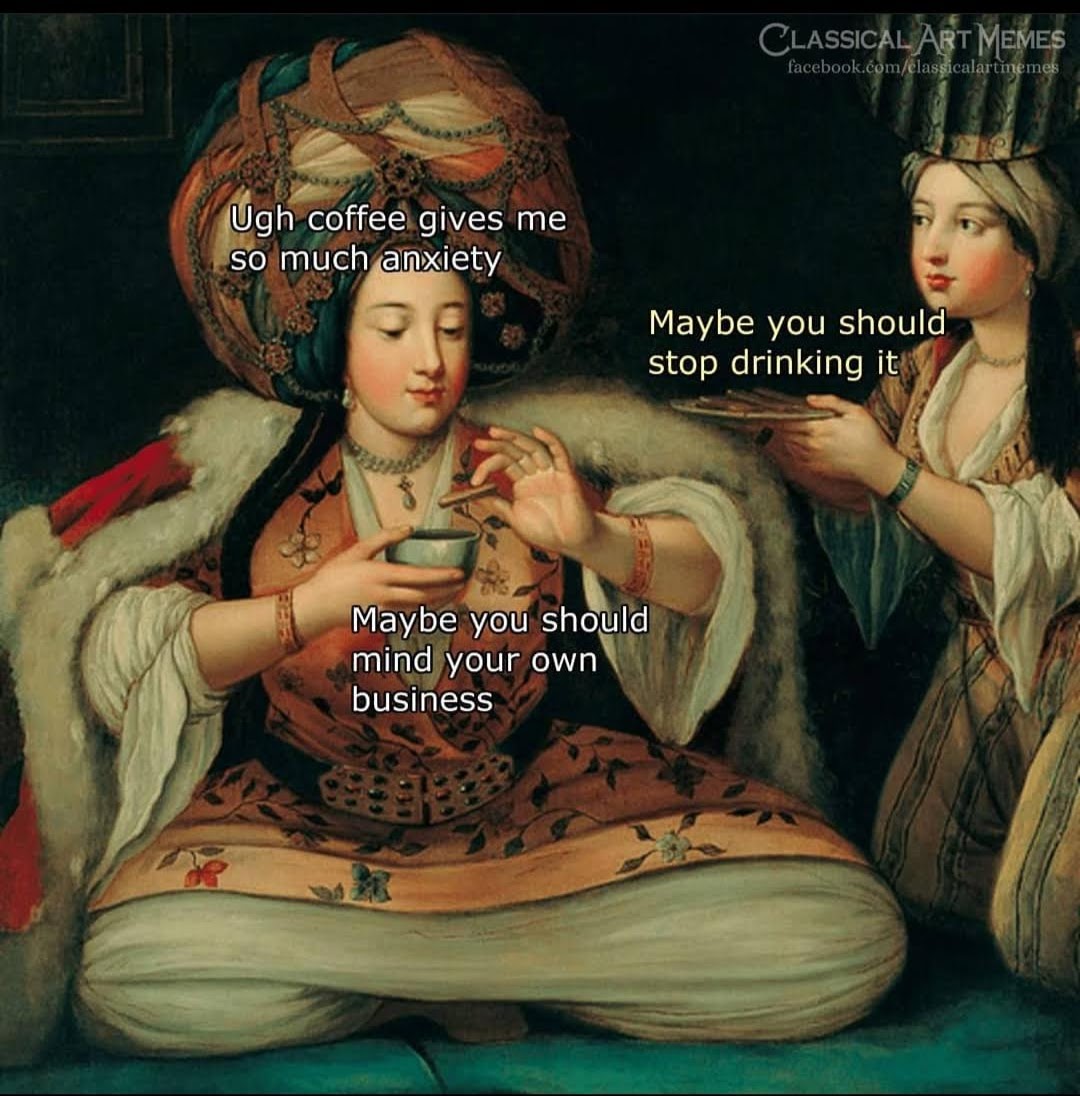 CLASSICAL ART MEMES
facebook.com/classicalartmemes
Ugh coffee gives me
so much anxiety
Maybe you should
stop drinking it
Maybe you should
mind your own
business